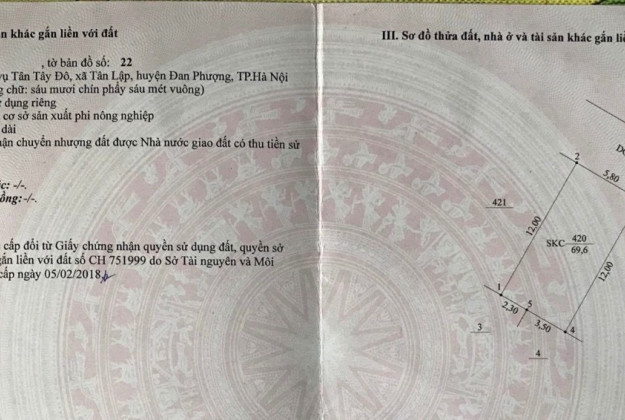 n khác gắn liền với đất
, tờ bản đồ số: 22
vụ Tân Tây Đô, xã Tân Lập, huyện Đan Phượng, TP.Hà Nội
g chữ: sáu mươi chín phẩy sáu mét vuông)
dụng riêng
cơ sở sản xuất phi nông nghiệp
dài
ận chuyển nhượng đất được Nhà nước giao đất có thu tiền sử
c: -/-.
ồng:-/-.
cấp đổi từ Giấy chứng nhận quyền sử dụng đất, quyền sở
gắn liền với đất số CH 751999 do Sở Tài nguyên và Môi
cấp ngày 05/02/2018
III. Sơ đồ thửa đất, nhà ở và tài sản khác gắn liề
2
5,80
421
12,00
SKC 420
69,6
12,00
1
2,30
5
3,50
4
3
4